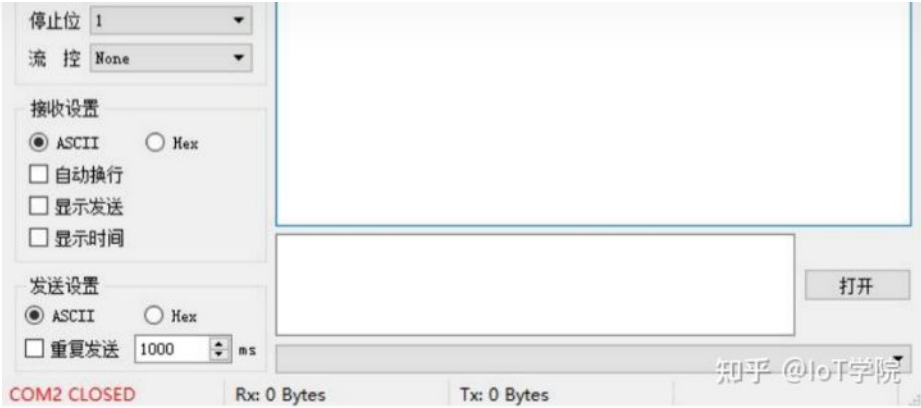 停止位 1
流 控 None
接收设置
ASCII Hex
自动换行
显示发送
显示时间
发送设置
ASCII Hex
重复发送 1000 ms
打开
知乎 @IoT学院
COM2 CLOSED Rx: 0 Bytes Tx: 0 Bytes